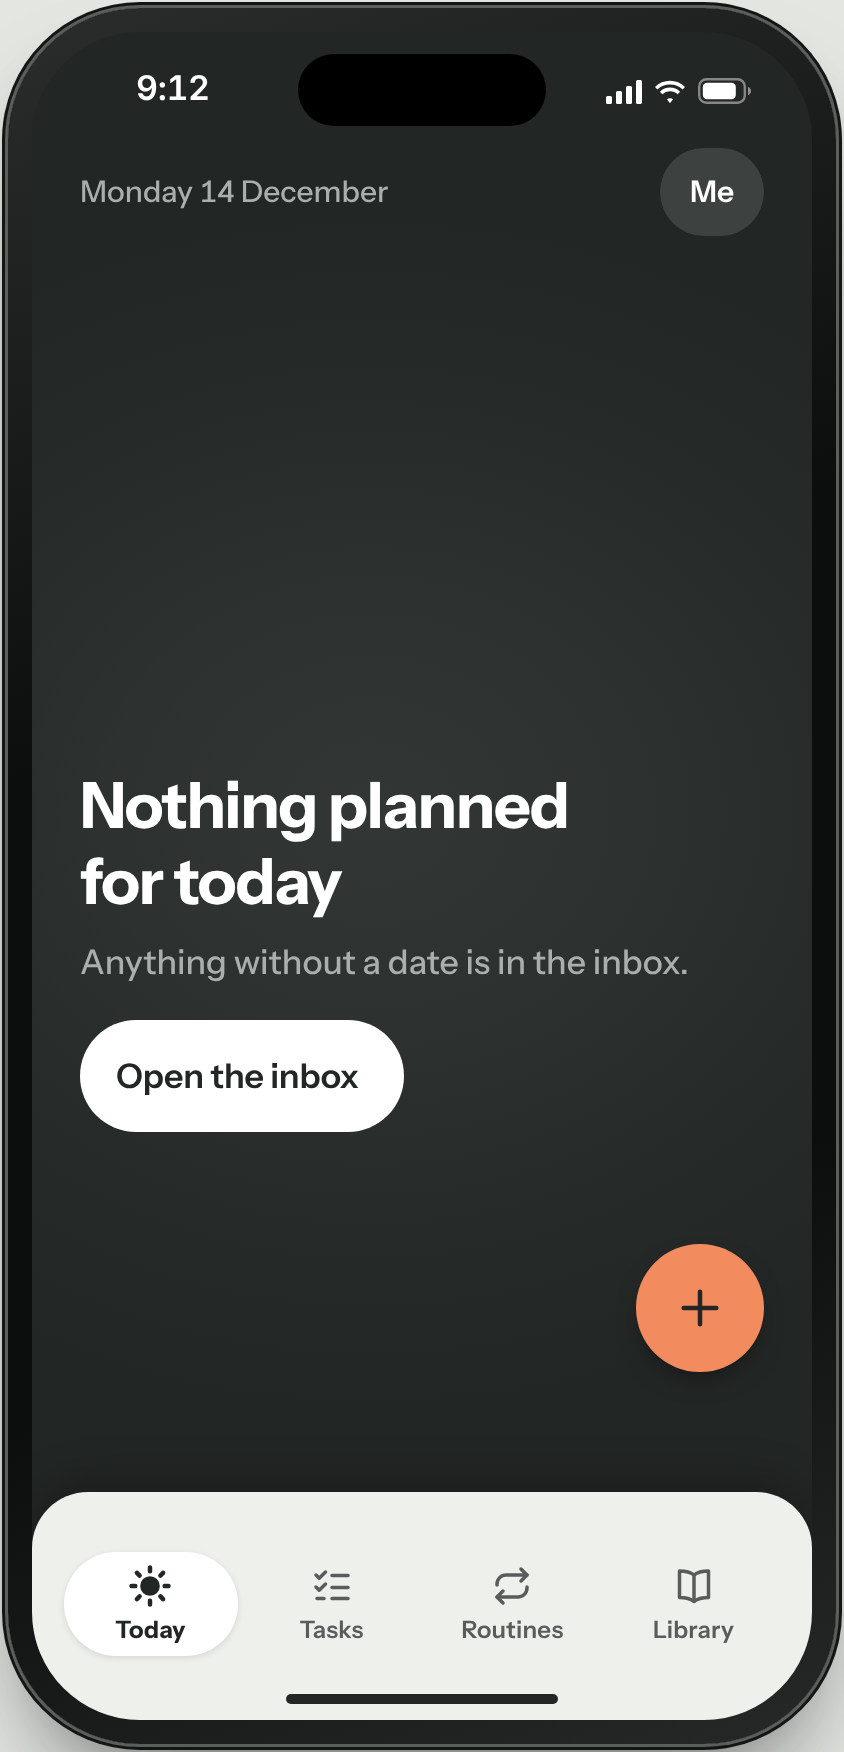 9:12
Monday 14 December
Me
Nothing planned
for today
Anything without a date is in the inbox.
Open the inbox
Today
Tasks
Routines
Library